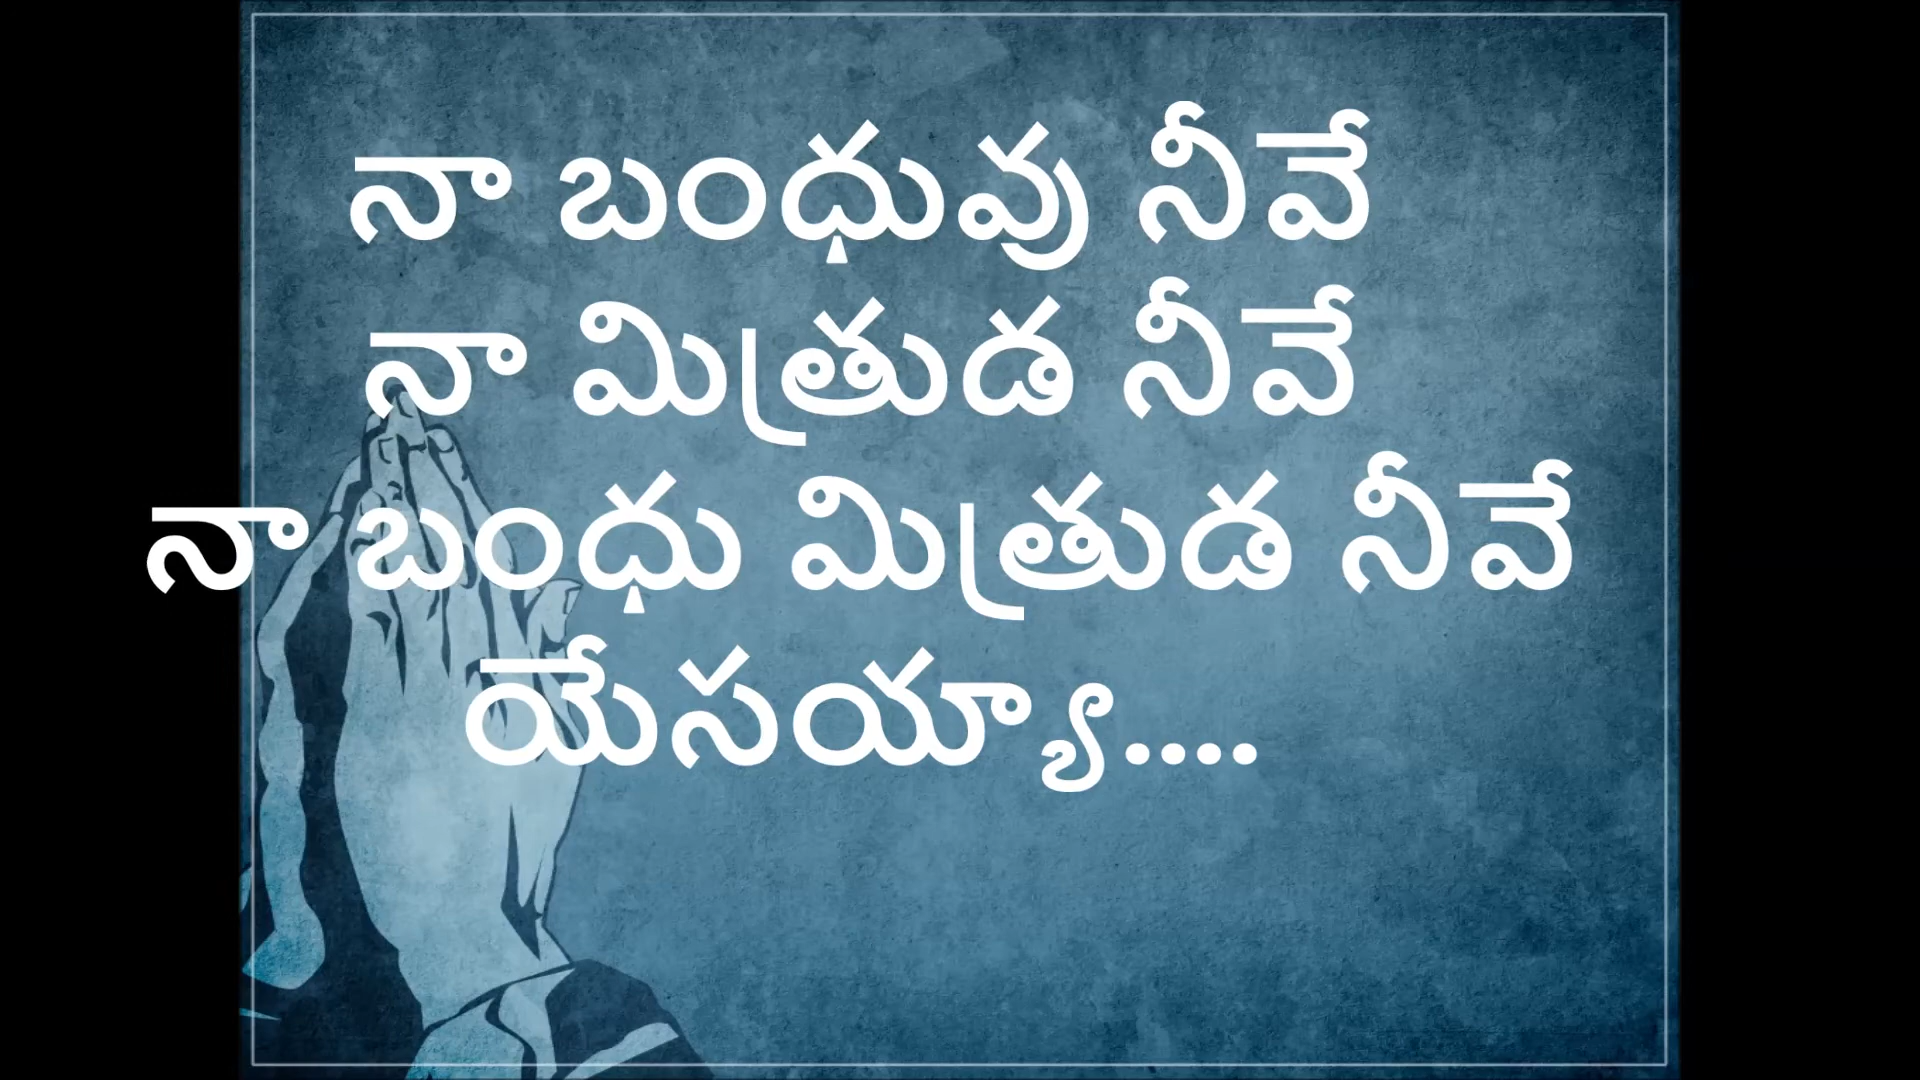 నా బంధువు నీవే
నా మిత్రుడ నీవే
నా బంధు మిత్రుడ నీవే
యేసయ్యా....